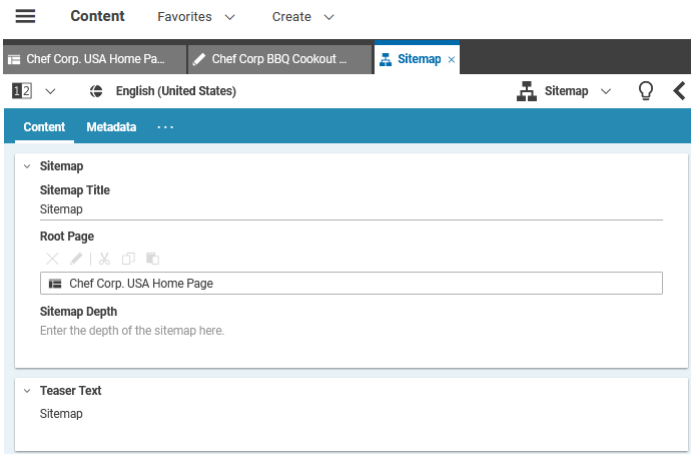 Content Favorites Create
Chef Corp. USA Home Pa... Chef Corp BBQ Cookout ... Sitemap ×
12 English (United States) Sitemap
Content Metadata ...
Sitemap
Sitemap Title
Sitemap
Root Page
Chef Corp. USA Home Page
Sitemap Depth
Enter the depth of the sitemap here.
Teaser Text
Sitemap